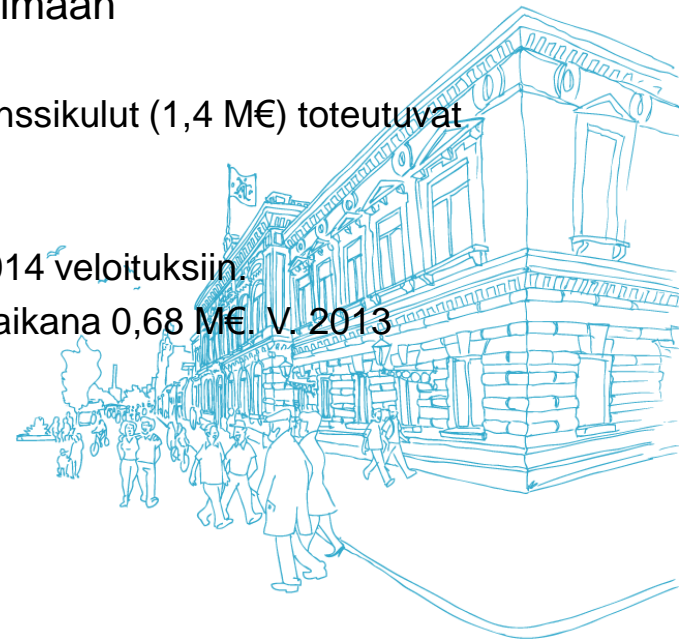 imaan
nssikulut (1,4 M€) toteutuvat
014 veloituksiin.
aikana 0,68 M€. V. 2013